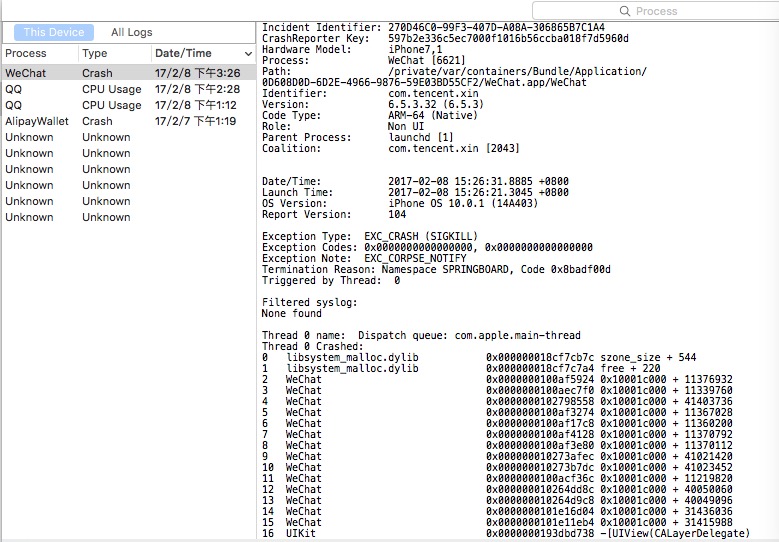 Process
This Device All Logs
Process Type Date/Time
WeChat Crash 17/2/8 下午3:26
QQ CPU Usage 17/2/8 下午2:28
QQ CPU Usage 17/2/8 下午1:12
AlipayWallet Crash 17/2/7 下午1:19
Unknown Unknown
Unknown Unknown
Unknown Unknown
Unknown Unknown
Unknown Unknown
Unknown Unknown
Incident Identifier: 270D46C0-99F3-407D-A08A-306865B7C1A4
CrashReporter Key: 597b2e336c5ec7000f1016b56ccba018f7d5960d
Hardware Model: iPhone7,1
Process: WeChat [6621]
Path: /private/var/containers/Bundle/Application/
0D608D0D-6D2E-4966-9876-59E03BD55CF2/WeChat.app/WeChat
Identifier: com.tencent.xin
Version: 6.5.3.32 (6.5.3)
Code Type: ARM-64 (Native)
Role: Non UI
Parent Process: launchd [1]
Coalition: com.tencent.xin [2043]
Date/Time: 2017-02-08 15:26:31.8885 +0800
Launch Time: 2017-02-08 15:26:21.3045 +0800
OS Version: iPhone OS 10.0.1 (14A403)
Report Version: 104
Exception Type: EXC_CRASH (SIGKILL)
Exception Codes: 0x0000000000000000, 0x0000000000000000
Exception Note: EXC_CORPSE_NOTIFY
Termination Reason: Namespace SPRINGBOARD, Code 0x8badf00d
Triggered by Thread: 0
Filtered syslog:
None found
Thread 0 name: Dispatch queue: com.apple.main-thread
Thread 0 Crashed:
0 libsystem_malloc.dylib 0x000000018cf7cb7c szone_size + 544
1 libsystem_malloc.dylib 0x000000018cf7c7a4 free + 220
2 WeChat 0x0000000100af5924 0x10001c000 + 11376932
3 WeChat 0x0000000100aec7f0 0x10001c000 + 11339760
4 WeChat 0x0000000102798558 0x10001c000 + 41403736
5 WeChat 0x0000000100af3274 0x10001c000 + 11367028
6 WeChat 0x0000000100af17c8 0x10001c000 + 11360200
7 WeChat 0x0000000100af4128 0x10001c000 + 11370792
8 WeChat 0x0000000100af3e80 0x10001c000 + 11370112
9 WeChat 0x000000010273afec 0x10001c000 + 41021420
10 WeChat 0x000000010273b7dc 0x10001c000 + 41023452
11 WeChat 0x0000000100acf36c 0x10001c000 + 11219820
12 WeChat 0x000000010264dd8c 0x10001c000 + 40050060
13 WeChat 0x000000010264d9c8 0x10001c000 + 40049096
14 WeChat 0x0000000101e16d04 0x10001c000 + 31436036
15 WeChat 0x0000000101e11eb4 0x10001c000 + 31415988
16 UIKit 0x0000000193dbd738 -[UIView(CALayerDelegate)